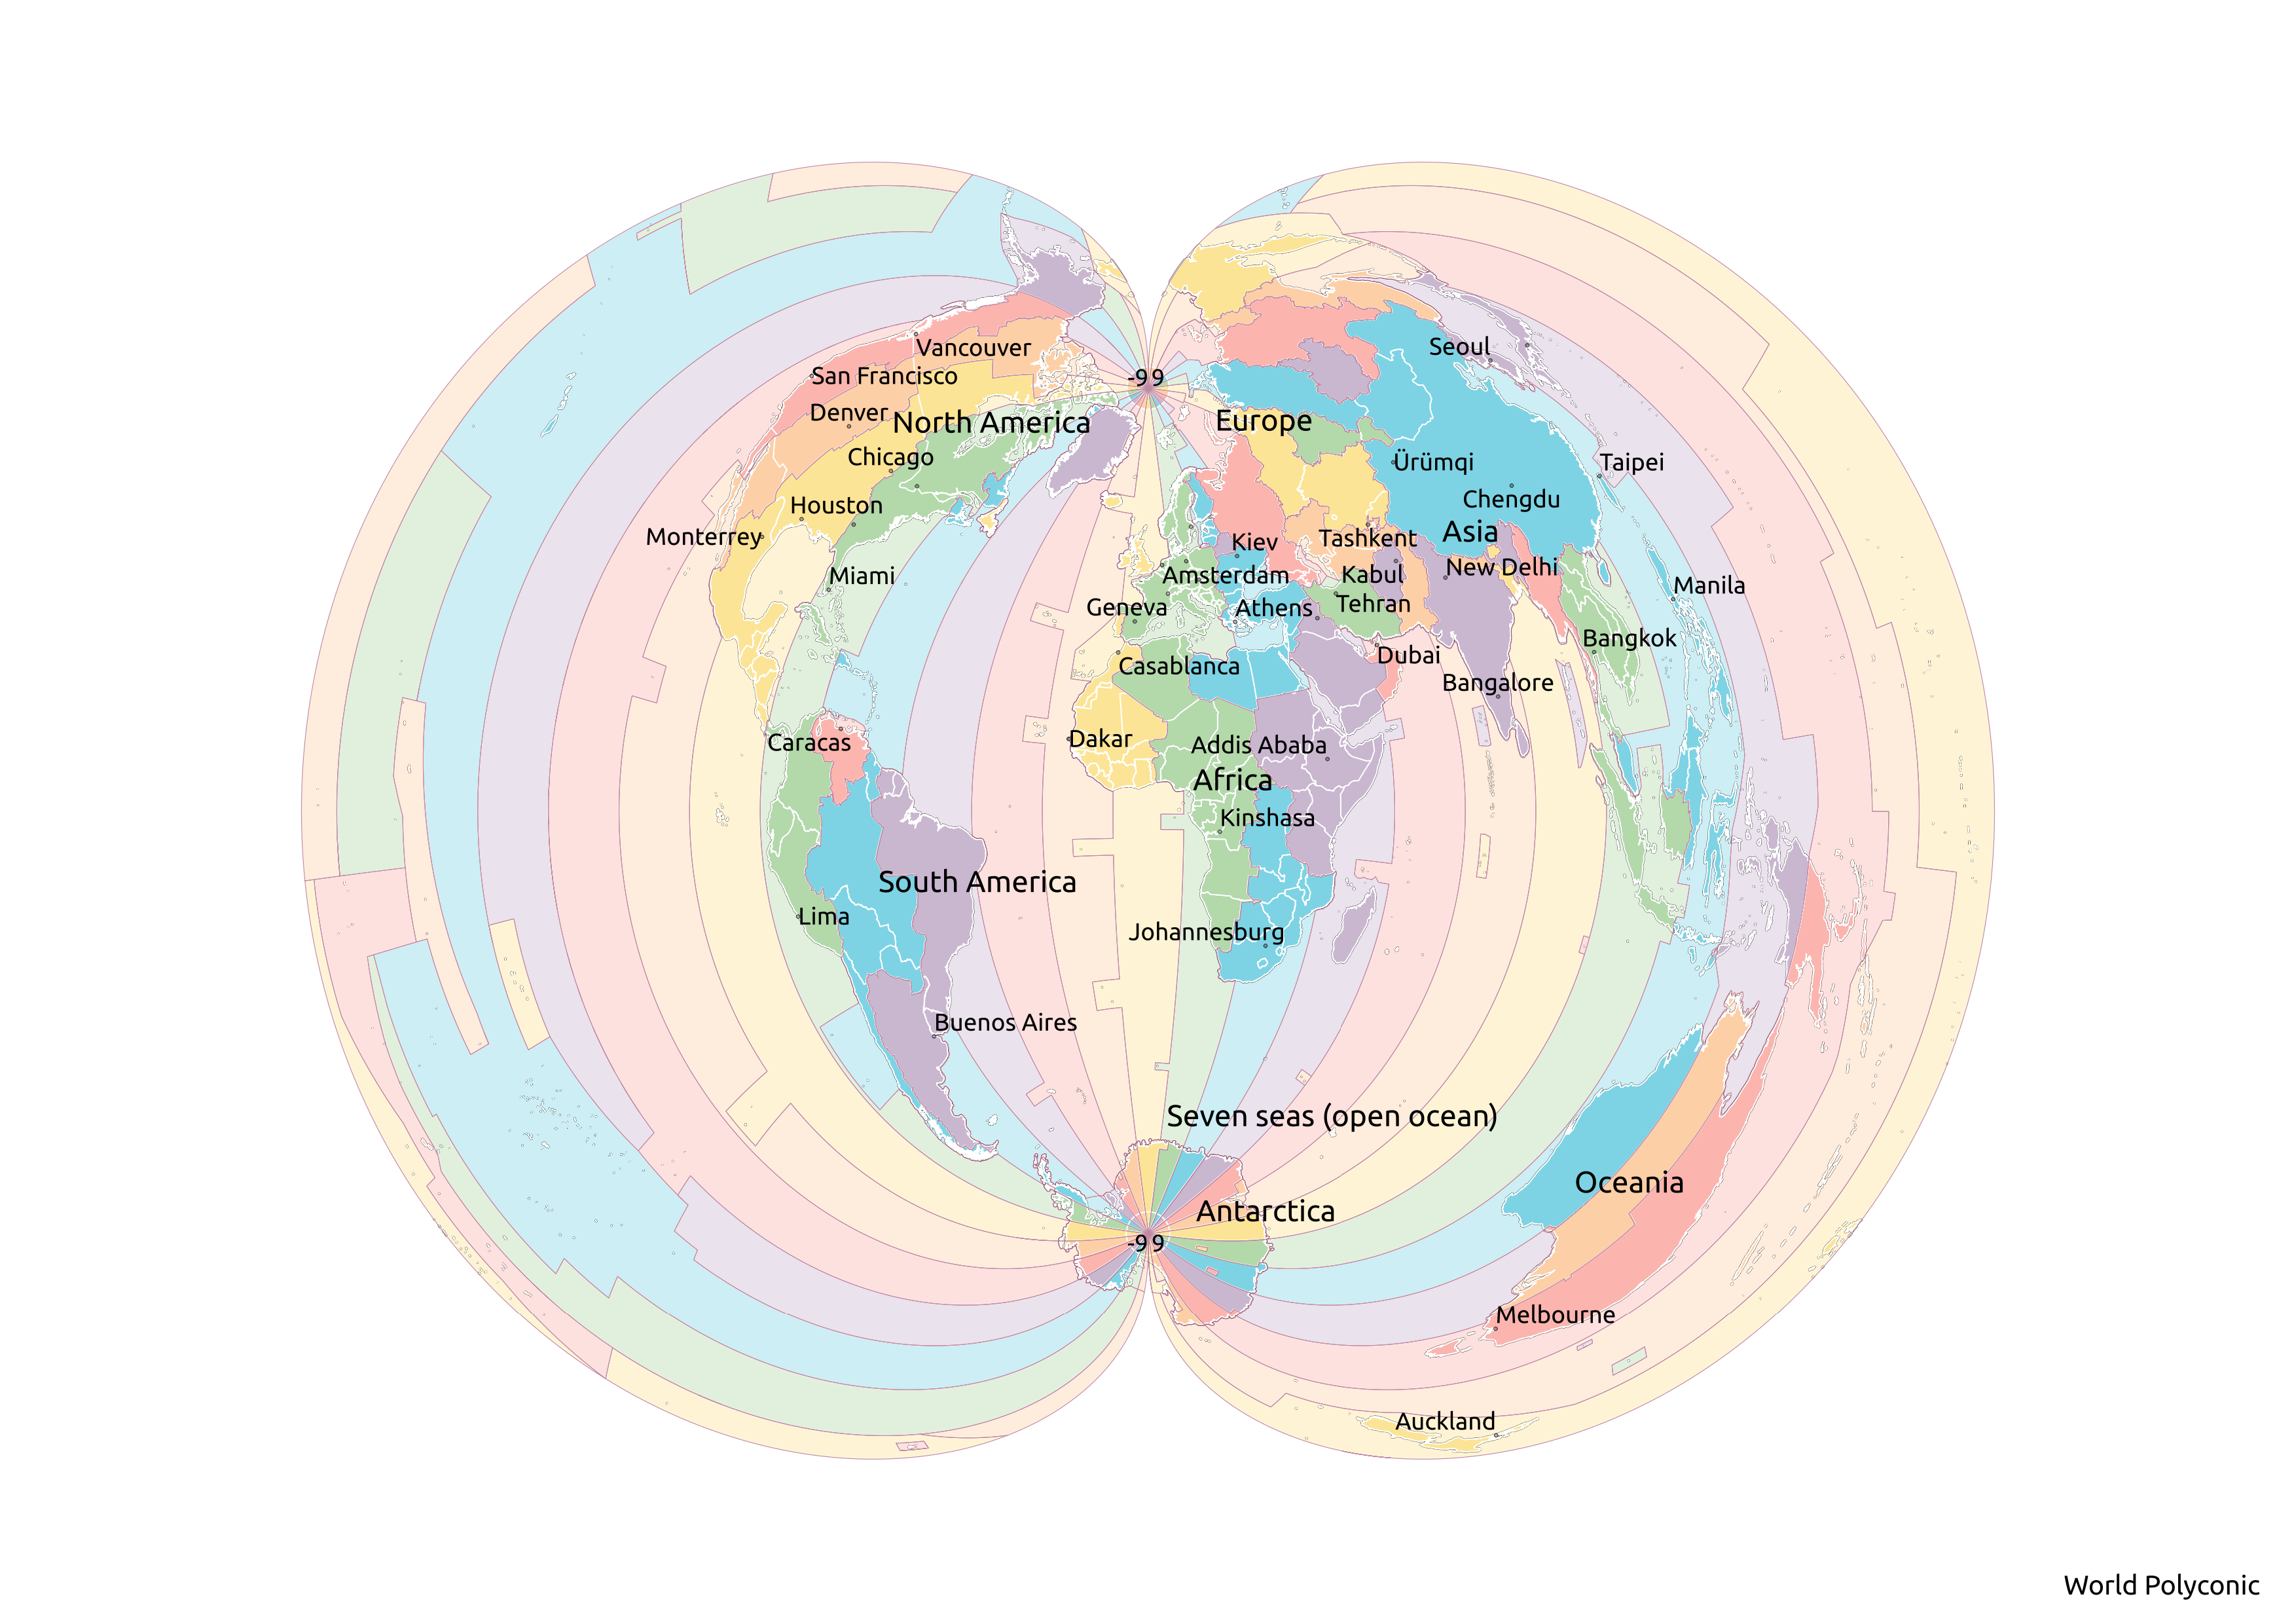 Vancouver
Seoul
San Francisco
-99
Denver
North America
Europe
Chicago
Ürümqi
Taipei
Chengdu
Houston
Asia
Monterrey
Kiev
Tashkent
New Delhi
Miami
Amsterdam
Kabul
Manila
Geneva
Athens
Tehran
Bangkok
Casablanca
Dubai
Bangalore
Caracas
Dakar
Addis Ababa
Africa
Kinshasa
South America
Lima
Johannesburg
Buenos Aires
Seven seas (open ocean)
Oceania
Antarctica
-99
Melbourne
Auckland
World Polyconic